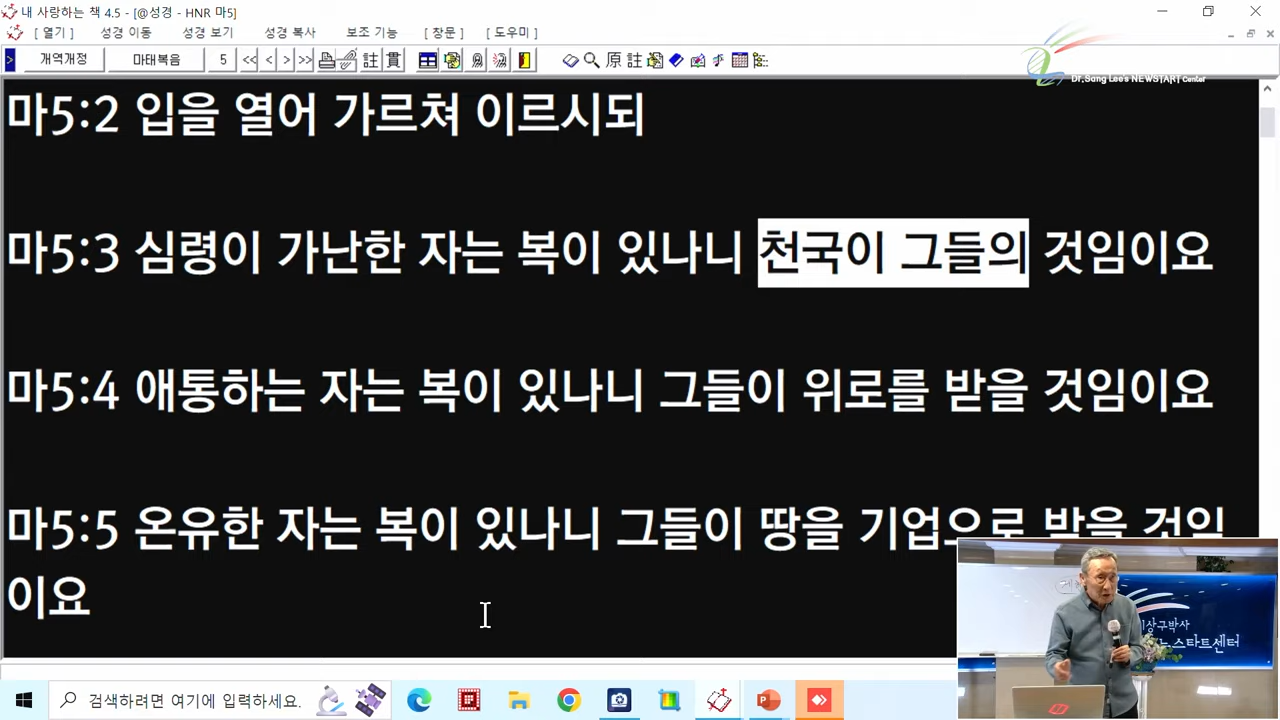 내 사랑하는 책 4.5 - [@성경 - HNR 마5]
[ 열기 ] 성경 이동 성경 보기 성경 복사 보조 기능 [ 창문 ] [ 도우미 ]
개역개정 마태복음 5 << < > >> 註 貫 原 註
Dr.Sang Lee's NEWSTART Center
마5:2 입을 열어 가르쳐 이르시되
마5:3 심령이 가난한 자는 복이 있나니 천국이 그들의 것임이요
마5:4 애통하는 자는 복이 있나니 그들이 위로를 받을 것임이요
마5:5 온유한 자는 복이 있나니 그들이 땅을 기업으로 받을 것임
이요
이상구박사
스타트센터
검색하려면 여기에 입력하세요.